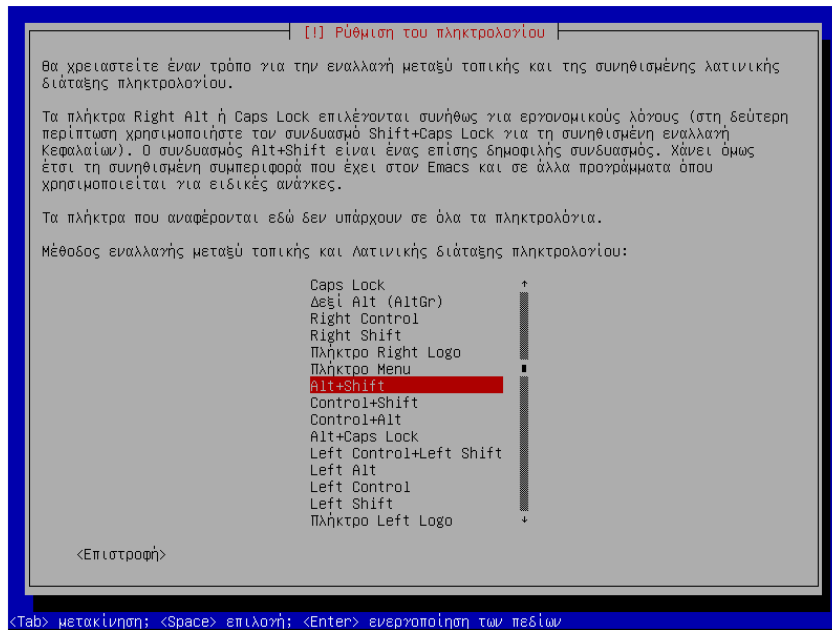 [!] Ρύθμιση του πληκτρολογίου
Θα χρειαστείτε έναν τρόπο για την εναλλαγή μεταξύ τοπικής και της συνηθισμένης λατινικής
διάταξης πληκτρολογίου.
Τα πλήκτρα Right Alt ή Caps Lock επιλέγονται συνήθως για εργονομικούς λόγους (στη δεύτερη
περίπτωση χρησιμοποιήστε τον συνδυασμό Shift+Caps Lock για τη συνηθισμένη εναλλαγή
Κεφαλαίων). Ο συνδυασμός Alt+Shift είναι ένας επίσης δημοφιλής συνδυασμός. Χάνει όμως
έτσι τη συνηθισμένη συμπεριφορά που έχει στον Emacs και σε άλλα προγράμματα όπου
χρησιμοποιείται για ειδικές ανάγκες.
Τα πλήκτρα που αναφέρονται εδώ δεν υπάρχουν σε όλα τα πληκτρολόγια.
Μέθοδος εναλλαγής μεταξύ τοπικής και Λατινικής διάταξης πληκτρολογίου:
Caps Lock
Δεξί Alt (AltGr)
Right Control
Right Shift
Πλήκτρο Right Logo
Πλήκτρο Menu
Alt+Shift
Control+Shift
Control+Alt
Alt+Caps Lock
Left Control+Left Shift
Left Alt
Left Control
Left Shift
Πλήκτρο Left Logo
<Επιστροφή>
<Tab> μετακίνηση; <Space> επιλογή; <Enter> ενεργοποίηση των πεδίων